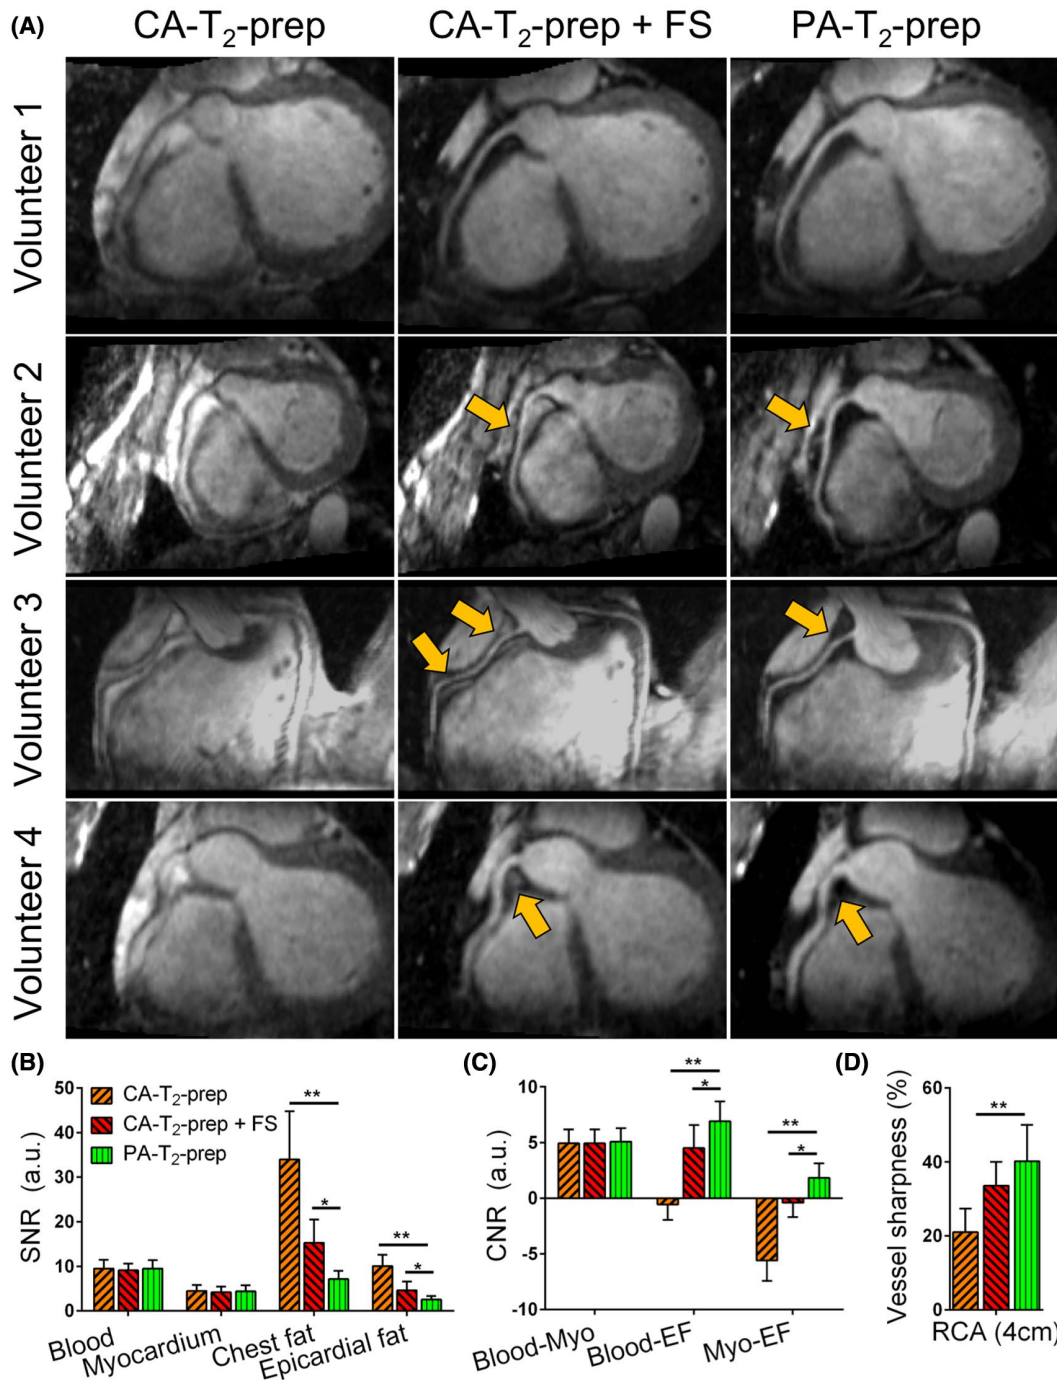 (A)
CA-T2-prep
CA-T2-prep + FS
PA-T2-prep
Volunteer 1
Volunteer 2
Volunteer 3
Volunteer 4
(B)
SNR (a.u.)
50
40
30
20
10
0
CA-T2-prep
CA-T2-prep + FS
PA-T2-prep
**
*
**
*
Blood
Myocardium
Chest fat
Epicardial fat
(C)
CNR (a.u.)
10
5
0
-5
-10
**
*
**
*
Blood-Myo
Blood-EF
Myo-EF
(D)
Vessel sharpness (%)
60
40
20
0
**
RCA (4cm)